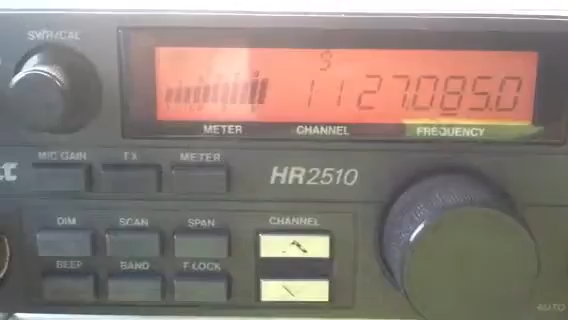 SWR/CAL
S
11 27.085.0
METER CHANNEL FREQUENCY
MIC GAIN FX METER
HR2510
DIM SCAN SPAN CHANNEL
BEEP BAND F LOCK
AUTO